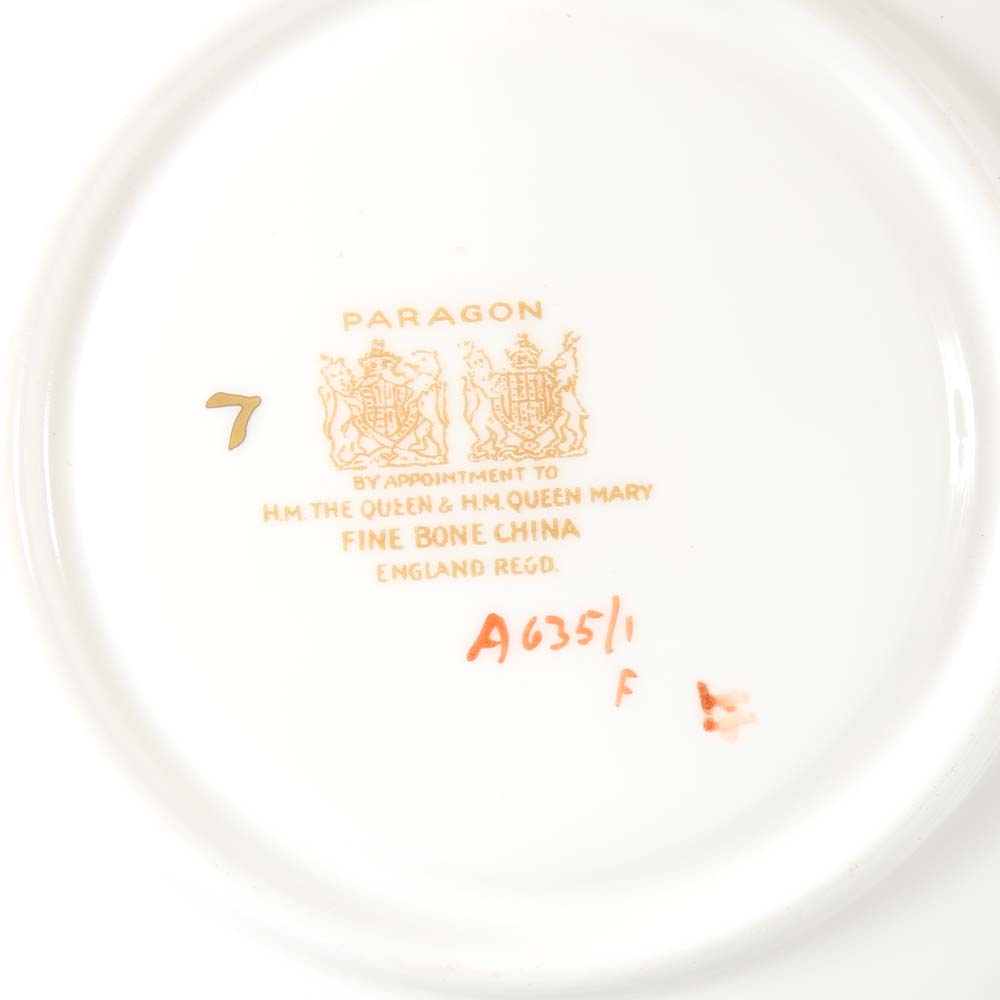 PARAGON
7
BY APPOINTMENT TO
H.M. THE QUEEN & H.M. QUEEN MARY
FINE BONE CHINA
ENGLAND REGD.
A635/1
F